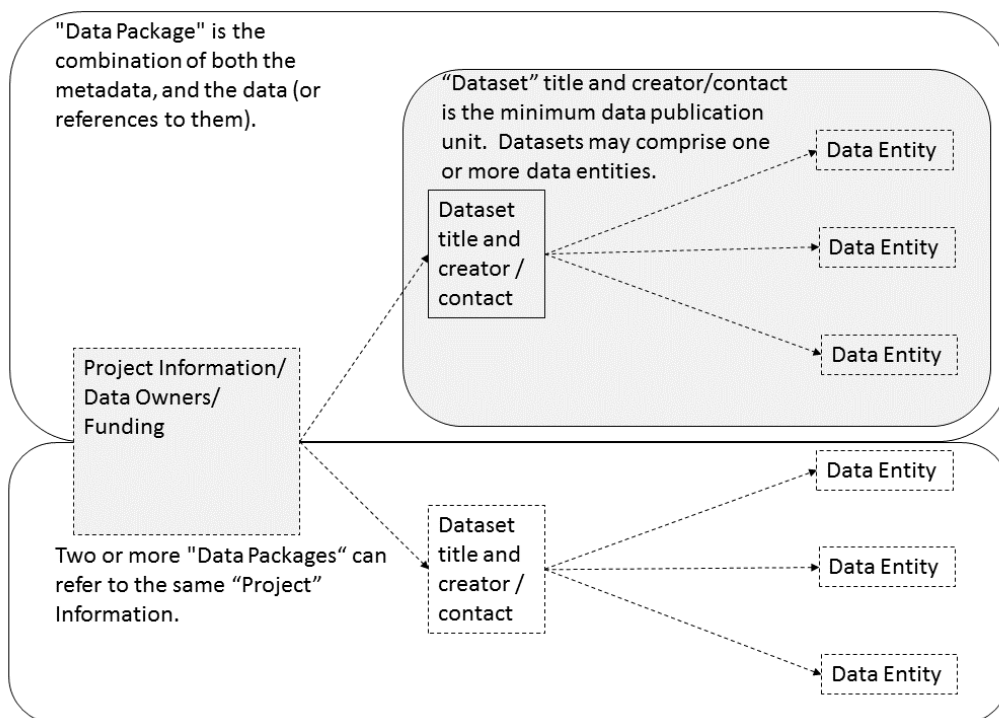 "Data Package" is the
combination of both the
metadata, and the data (or
references to them).
“Dataset” title and creator/contact
is the minimum data publication
unit.  Datasets may comprise one
or more data entities.
Data Entity
Dataset
title and
creator /
contact
Data Entity
Data Entity
Project Information/
Data Owners/
Funding
Data Entity
Dataset
title and
creator /
contact
Two or more "Data Packages“ can
refer to the same “Project”
Information.
Data Entity
Data Entity